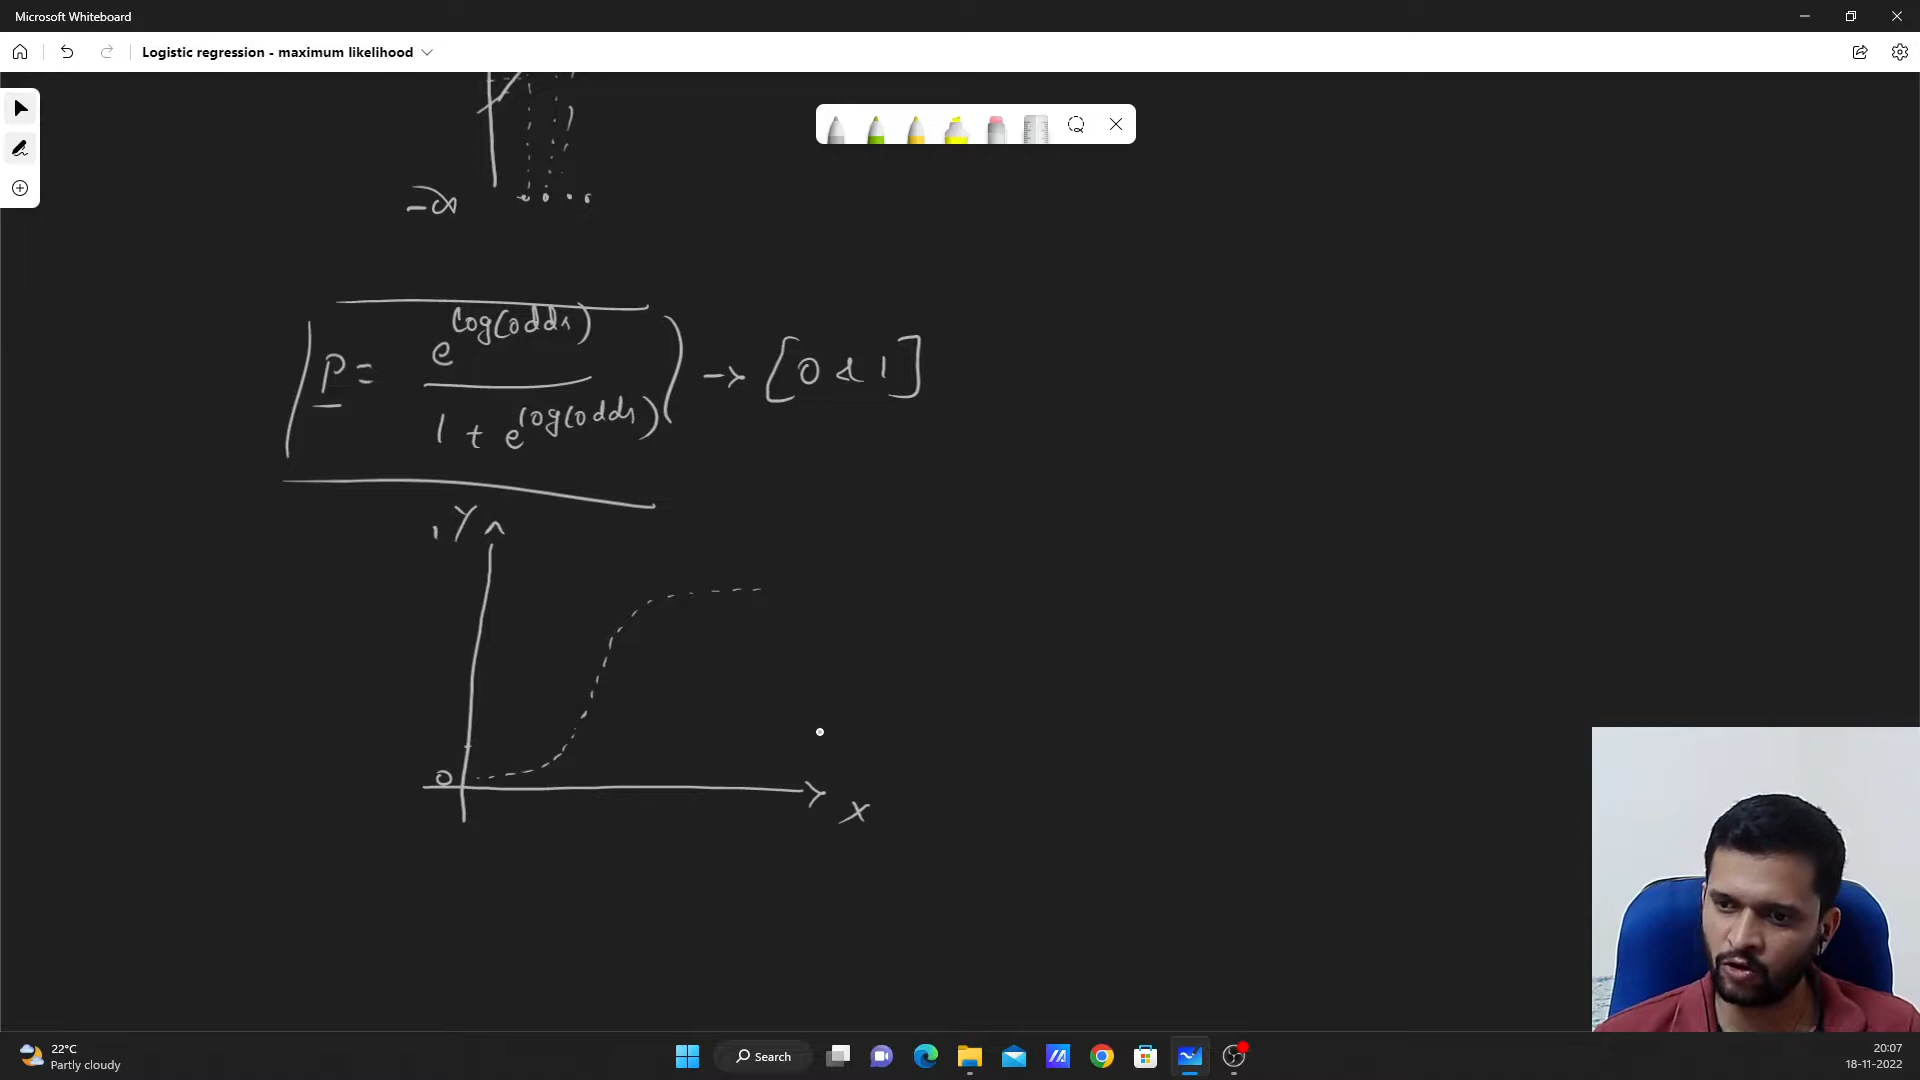 Microsoft Whiteboard
Logistic regression - maximum likelihood
-∞
P = e^log(odds) / 1 + e^log(odds) → [0 & 1]
1 Y
0
X
22°C
Partly cloudy
Search
20:07
18-11-2022